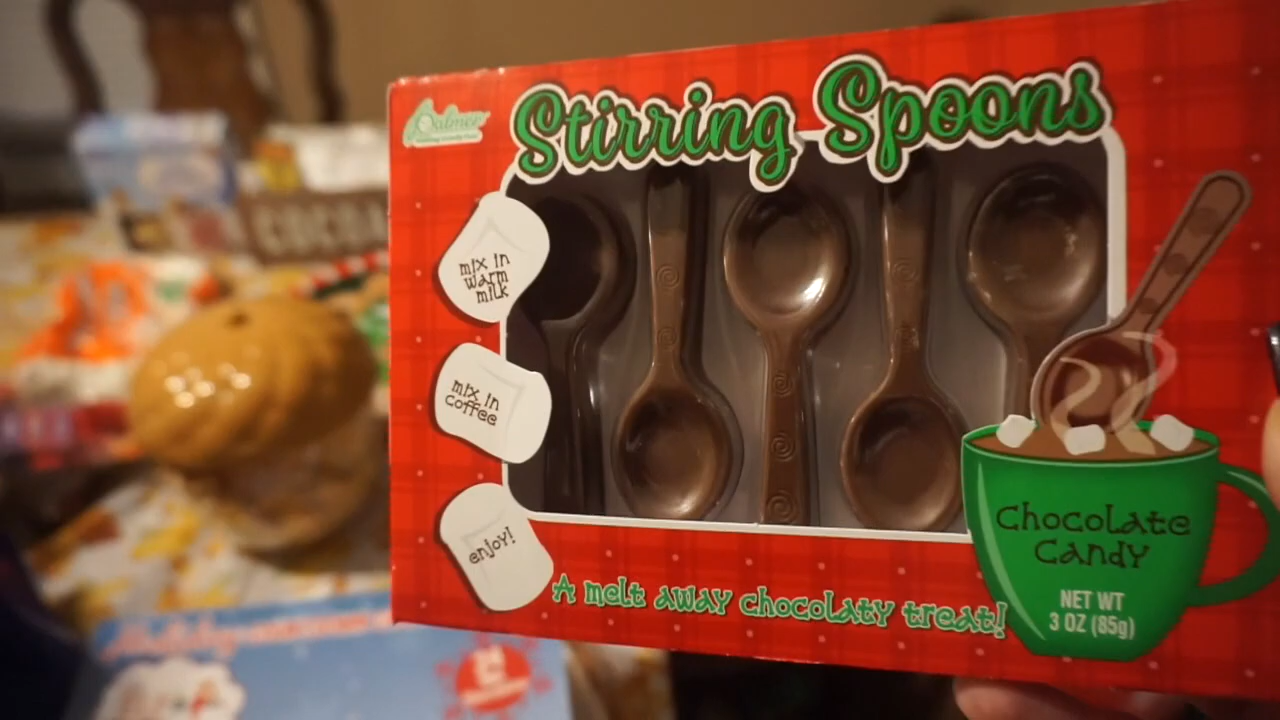 Palmer
Stirring Spoons
mix in
warm
milk
mix in
coffee
enjoy!
A melt away chocolaty treat!
Chocolate
Candy
NET WT
3 OZ (85g)
COCOA